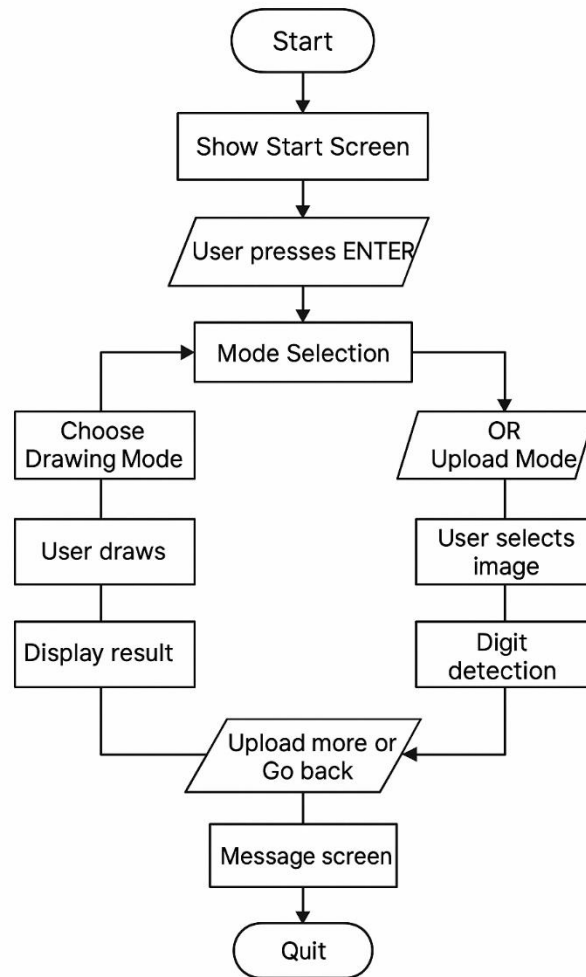 Start
Show Start Screen
User presses ENTER
Mode Selection
Choose
Drawing Mode
User draws
Display result
OR
Upload Mode
User selects
image
Digit
detection
Upload more or
Go back
Message screen
Quit